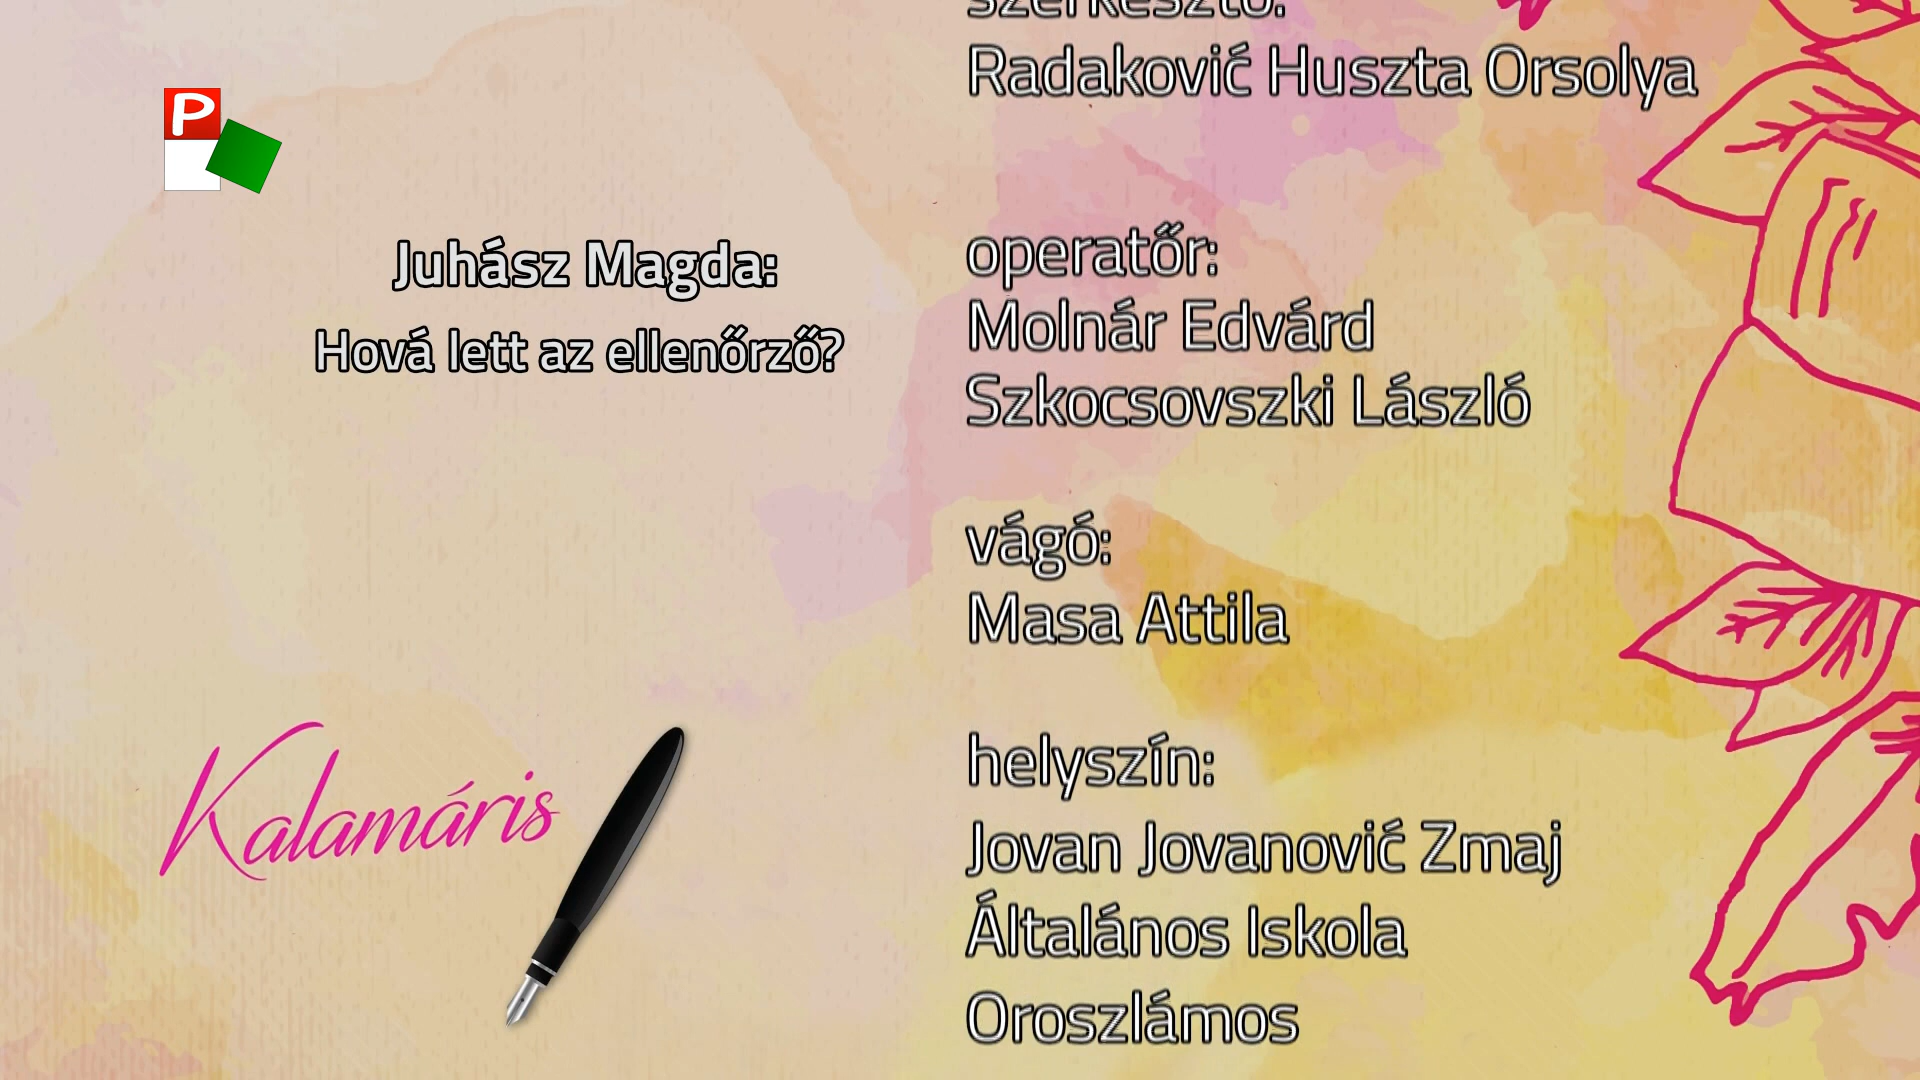 P
Juhász Magda:
Hová lett az ellenőrző?
Kalamáris
szerkesztő:
Radaković Huszta Orsolya
operatőr:
Molnár Edvárd
Szkocsovszki László
vágó:
Masa Attila
helyszín:
Jovan Jovanović Zmaj
Általános Iskola
Oroszlámos